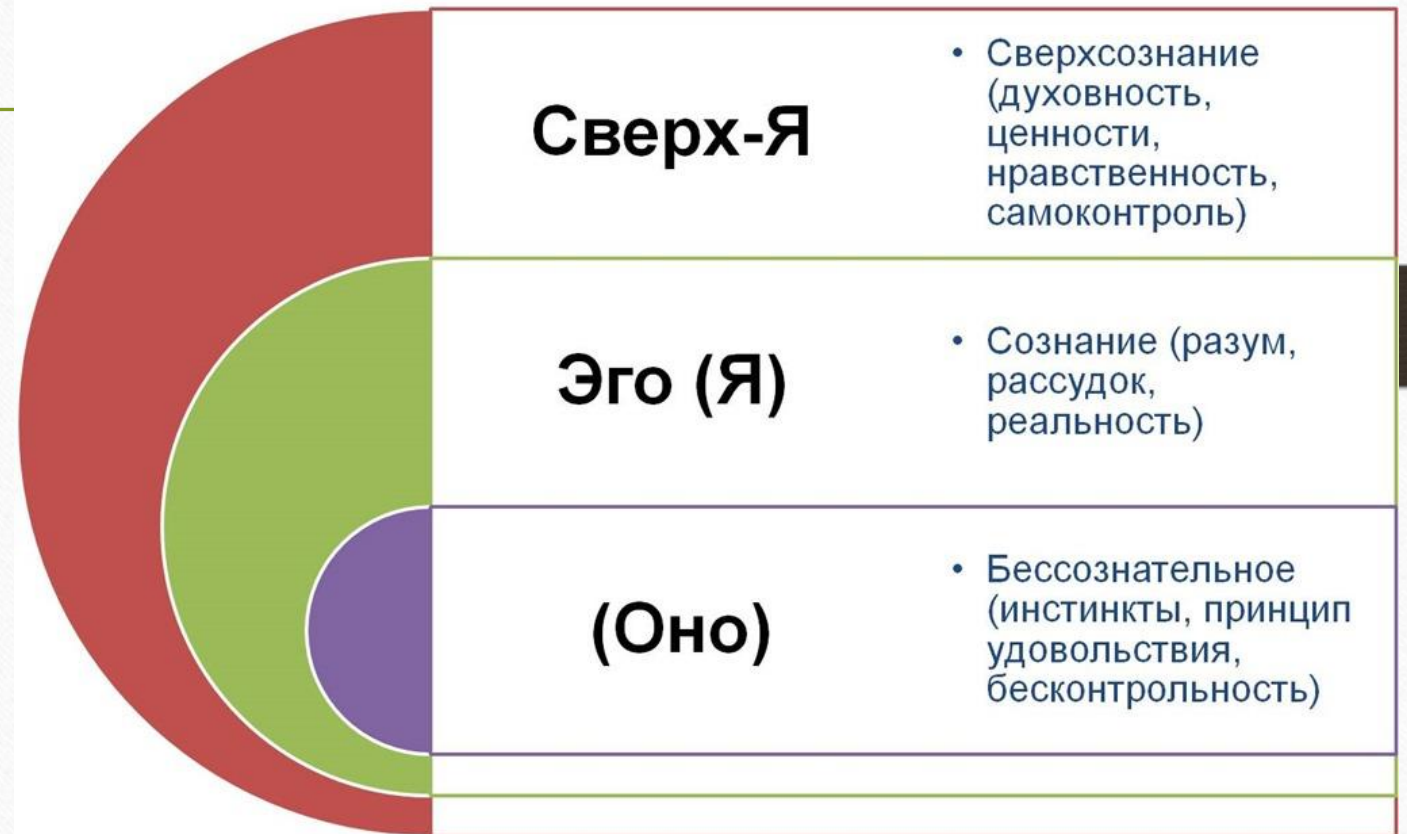 Сверх-Я
• Сверхсознание
(духовность,
ценности,
нравственность,
самоконтроль)
Эго (Я)
• Сознание (разум,
рассудок,
реальность)
(Оно)
• Бессознательное
(инстинкты, принцип
удовольствия,
бесконтрольность)